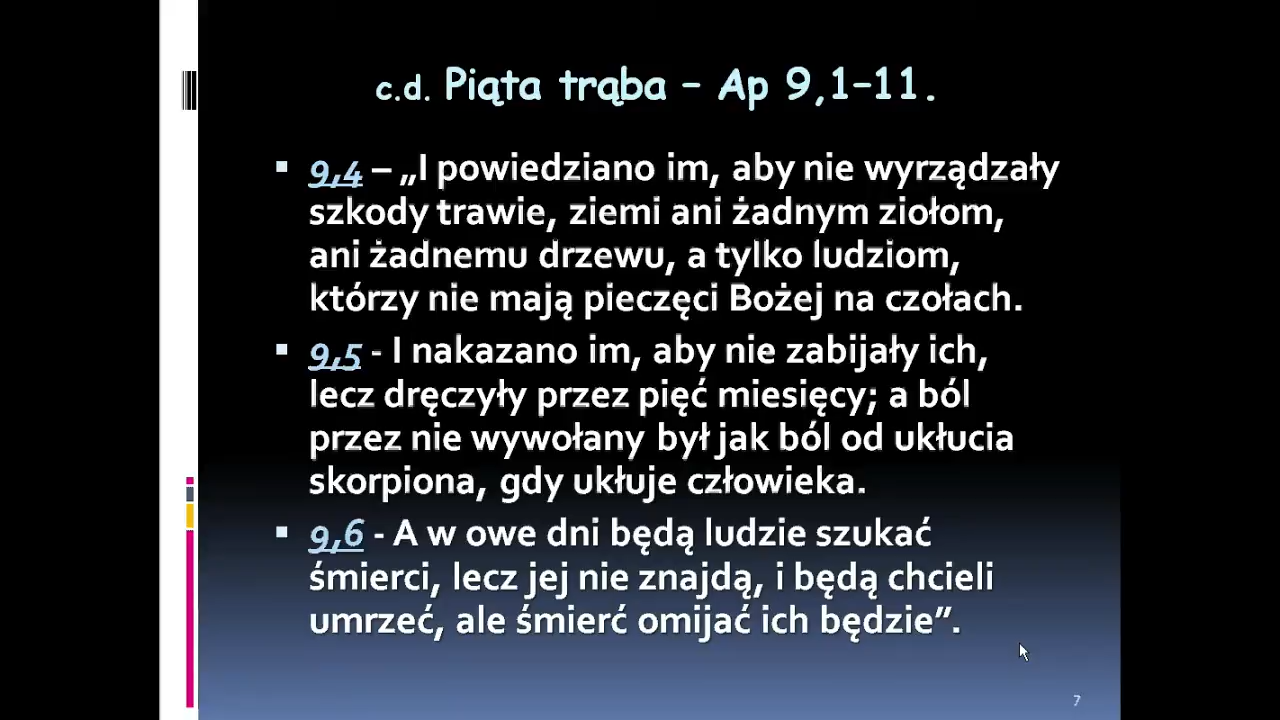 c.d. Piąta trąba – Ap 9,1–11.
9,4 – „I powiedziano im, aby nie wyrządzały
szkody trawie, ziemi ani żadnym ziołom,
ani żadnemu drzewu, a tylko ludziom,
którzy nie mają pieczęci Bożej na czołach.
9,5 - I nakazano im, aby nie zabijały ich,
lecz dręczyły przez pięć miesięcy; a ból
przez nie wywołany był jak ból od ukłucia
skorpiona, gdy ukłuje człowieka.
9,6 - A w owe dni będą ludzie szukać
śmierci, lecz jej nie znajdą, i będą chcieli
umrzeć, ale śmierć omijać ich będzie”.
7